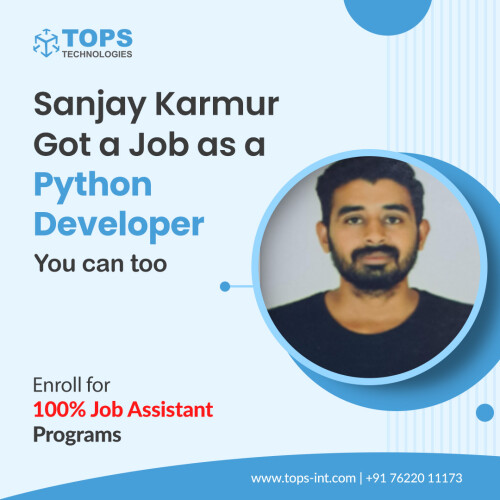 TOPS
TECHNOLOGIES
Sanjay Karmur
Got a Job as a
Python
Developer
You can too
Enroll for
100% Job Assistant
Programs
www.tops-int.com | +91 76220 11173